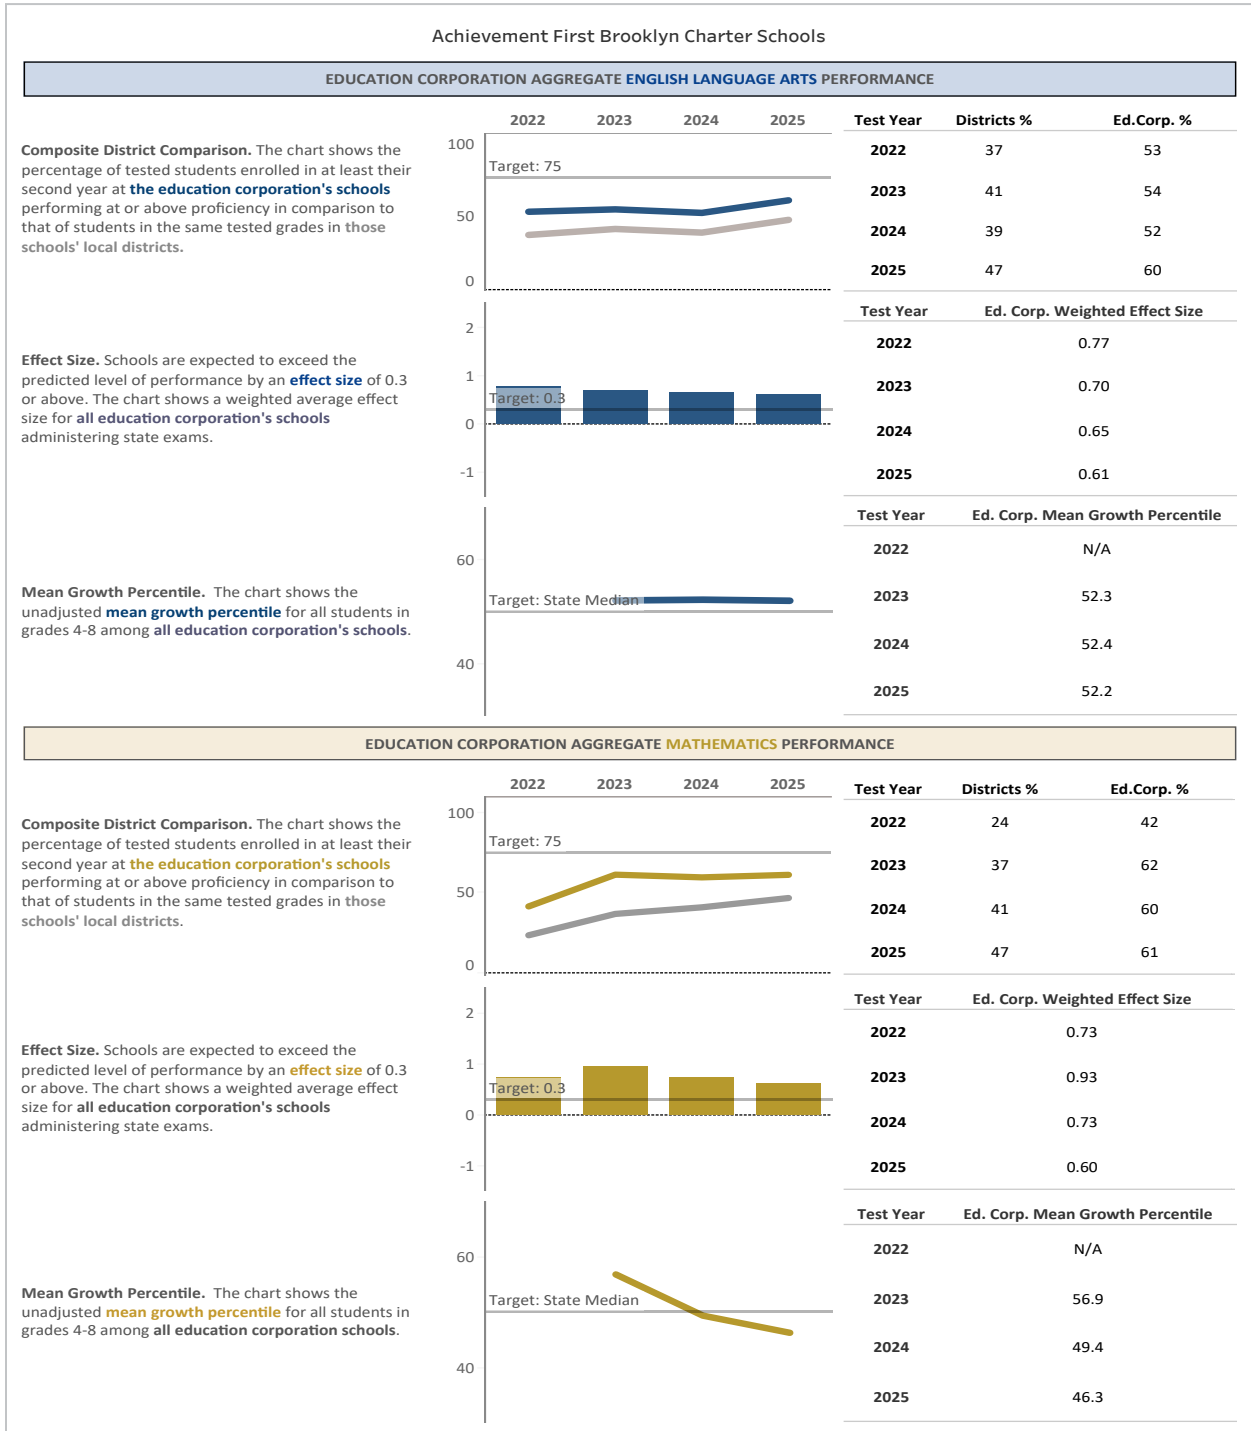 Achievement First Brooklyn Charter Schools
EDUCATION CORPORATION AGGREGATE ENGLISH LANGUAGE ARTS PERFORMANCE
2022 2023 2024 2025
Test Year Districts % Ed.Corp. %
Composite District Comparison. The chart shows the
percentage of tested students enrolled in at least their
second year at the education corporation's schools
performing at or above proficiency in comparison to
that of students in the same tested grades in those
schools' local districts.
100
Target: 75
50
0
2022 37 53
2023 41 54
2024 39 52
2025 47 60
Test Year Ed. Corp. Weighted Effect Size
Effect Size. Schools are expected to exceed the
predicted level of performance by an effect size of 0.3
or above. The chart shows a weighted average effect
size for all education corporation's schools
administering state exams.
2
1
Target: 0.3
0
-1
2022 0.77
2023 0.70
2024 0.65
2025 0.61
Test Year Ed. Corp. Mean Growth Percentile
Mean Growth Percentile. The chart shows the
unadjusted mean growth percentile for all students in
grades 4-8 among all education corporation's schools.
60
Target: State Median
40
2022 N/A
2023 52.3
2024 52.4
2025 52.2
EDUCATION CORPORATION AGGREGATE MATHEMATICS PERFORMANCE
2022 2023 2024 2025
Test Year Districts % Ed.Corp. %
Composite District Comparison. The chart shows the
percentage of tested students enrolled in at least their
second year at the education corporation's schools
performing at or above proficiency in comparison to
that of students in the same tested grades in those
schools' local districts.
100
Target: 75
50
0
2022 24 42
2023 37 62
2024 41 60
2025 47 61
Test Year Ed. Corp. Weighted Effect Size
Effect Size. Schools are expected to exceed the
predicted level of performance by an effect size of 0.3
or above. The chart shows a weighted average effect
size for all education corporation's schools
administering state exams.
2
1
Target: 0.3
0
-1
2022 0.73
2023 0.93
2024 0.73
2025 0.60
Test Year Ed. Corp. Mean Growth Percentile
Mean Growth Percentile. The chart shows the
unadjusted mean growth percentile for all students in
grades 4-8 among all education corporation schools.
60
Target: State Median
40
2022 N/A
2023 56.9
2024 49.4
2025 46.3